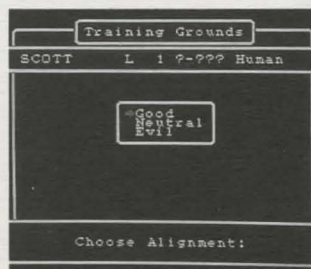 Training Grounds
SCOTT L 1 ?-??? Human
Good
Neutral
Evil
Choose Alignment: